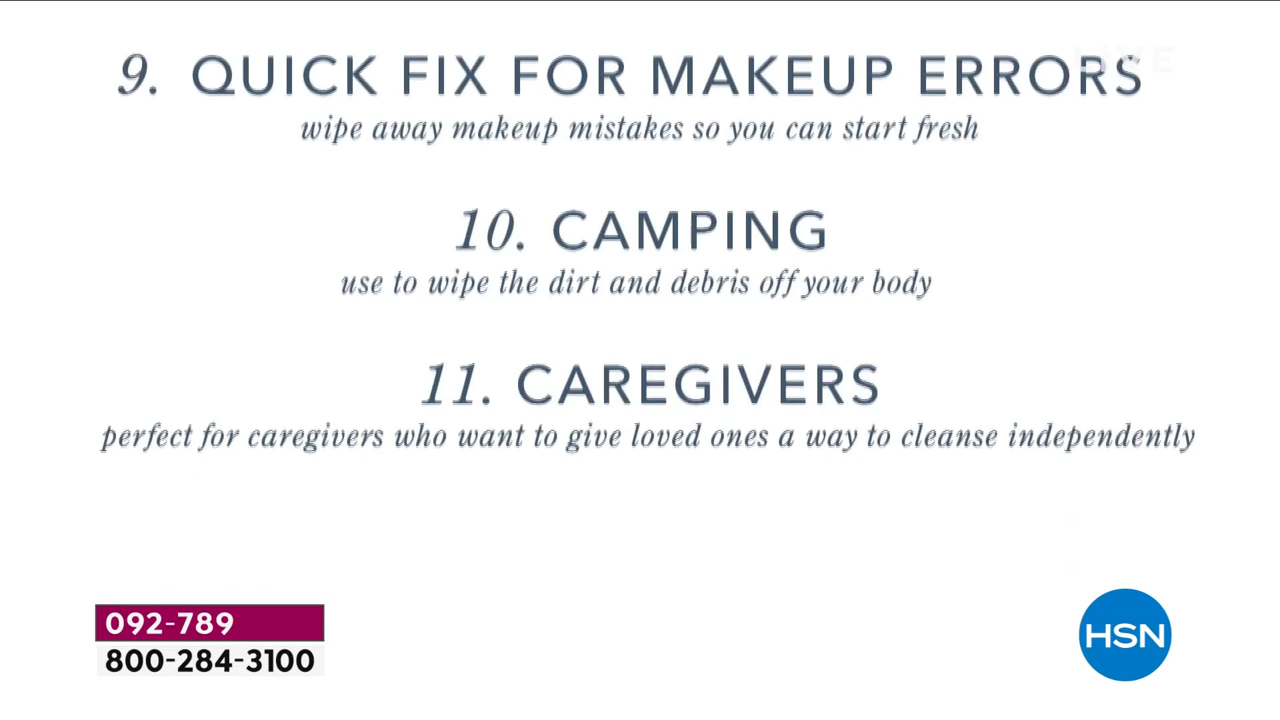 LIVE
9. QUICK FIX FOR MAKEUP ERRORS
wipe away makeup mistakes so you can start fresh
10. CAMPING
use to wipe the dirt and debris off your body
11. CAREGIVERS
perfect for caregivers who want to give loved ones a way to cleanse independently
092-789
800-284-3100
HSN